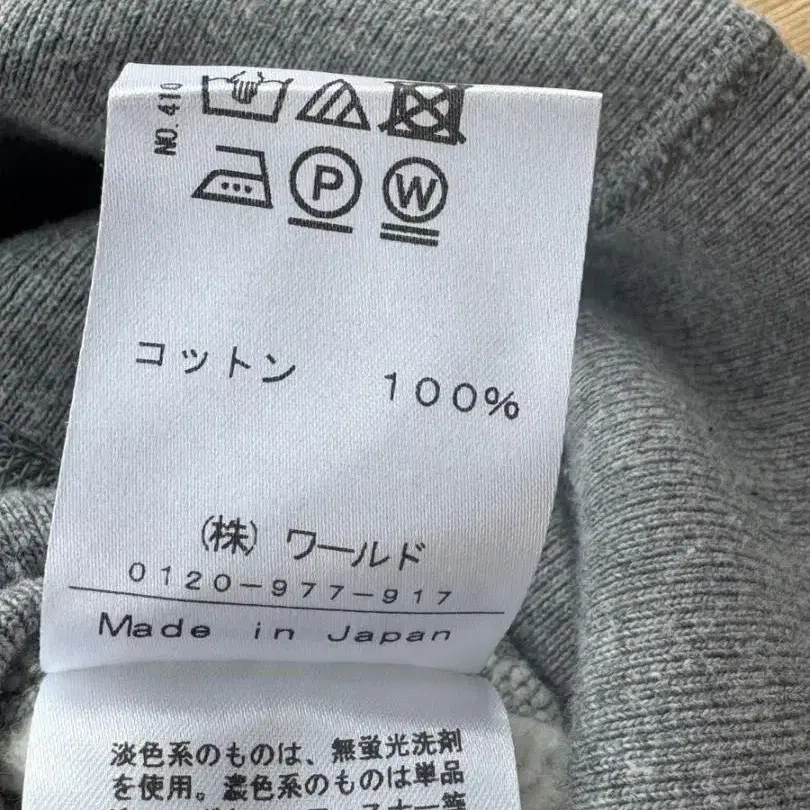 NO.410
P W
コットン 100%
(株) ワールド
0120-977-917
Made in Japan
淡色系のものは、無蛍光洗剤
を使用。濃色系のものは単品